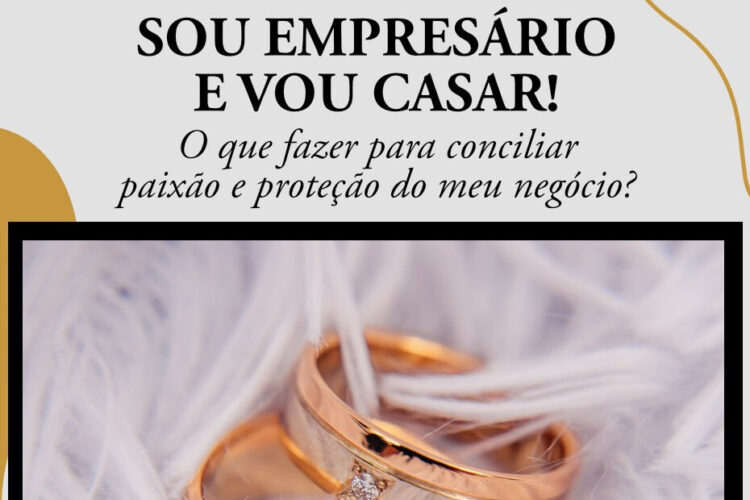 SOU EMPRESÁRIO
E VOU CASAR!
O que fazer para conciliar
paixão e proteção do meu negócio?